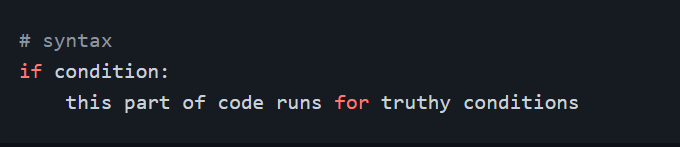 # syntax
if condition:
    this part of code runs for truthy conditions